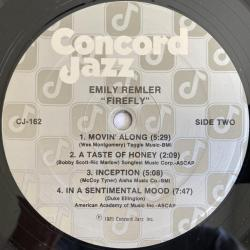 Concord
Jazz
EMILY REMLER
"FIREFLY"
CJ-162
SIDE TWO
1. MOVIN' ALONG (5:29)
(Wes Montgomery) Taggie Music-BMI
2. A TASTE OF HONEY (2:09)
(Bobby Scott-Ric Marlow) Songfest Music Corp.-ASCAP
3. INCEPTION (5:08)
(McCoy Tyner) Aisha Music Co.-BMI
4. IN A SENTIMENTAL MOOD (7:47)
(Duke Ellington)
American Academy of Music Inc.-ASCAP
Concord Jazz Inc.